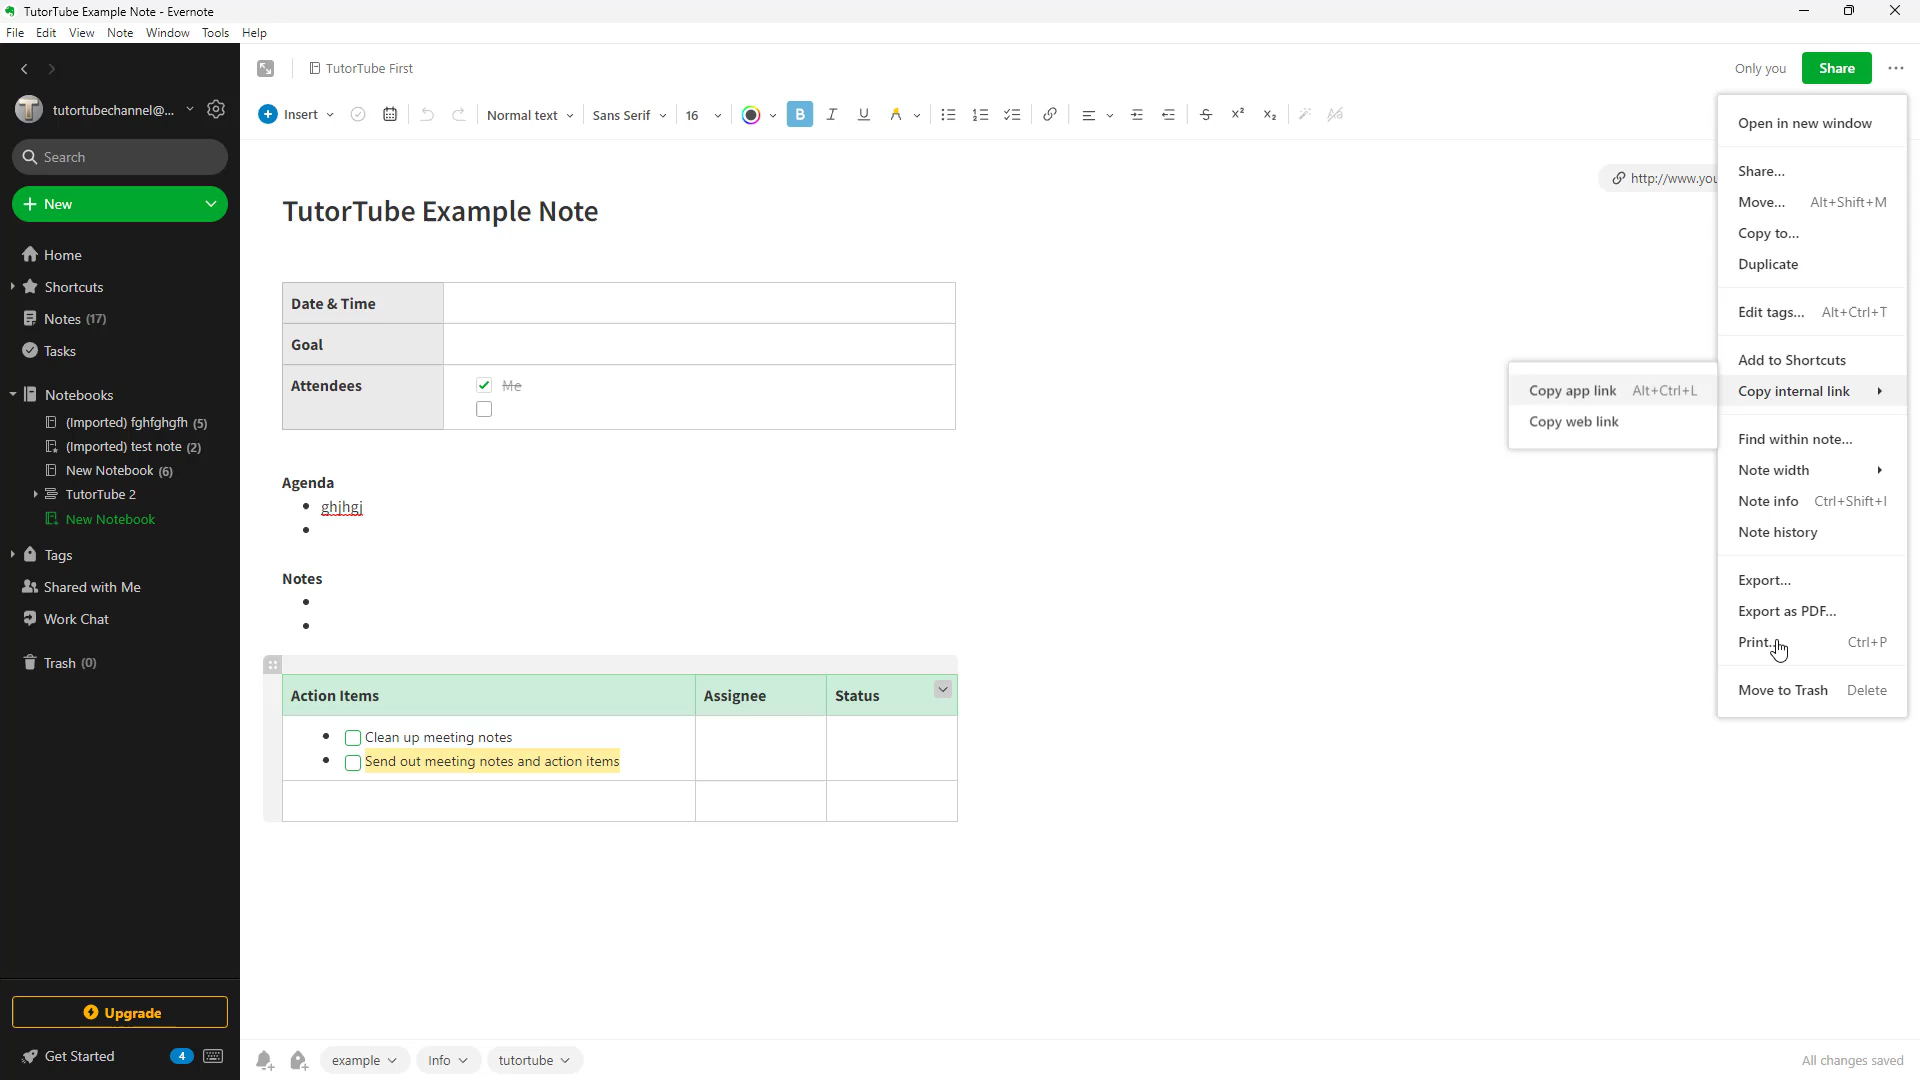 TutorTube Example Note - Evernote
File Edit View Note Window Tools Help
TutorTube First
Only you Share
tutortubechannel@...
Insert Normal text Sans Serif 16 B I U
Search
New
Home
Shortcuts
Notes (17)
Tasks
Notebooks
(Imported) fghfghgfh (5)
(Imported) test note (2)
New Notebook (6)
TutorTube 2
New Notebook
Tags
Shared with Me
Work Chat
Trash (0)
Upgrade
Get Started 4
http://www.you
TutorTube Example Note
Date & Time
Goal
Attendees Me
Agenda
ghjhgj
Notes
Action Items Assignee Status
Clean up meeting notes
Send out meeting notes and action items
Open in new window
Share...
Move... Alt+Shift+M
Copy to...
Duplicate
Edit tags... Alt+Ctrl+T
Add to Shortcuts
Copy internal link
Copy app link Alt+Ctrl+L
Copy web link
Find within note...
Note width
Note info Ctrl+Shift+I
Note history
Export...
Export as PDF...
Print... Ctrl+P
Move to Trash Delete
example Info tutortube
All changes saved